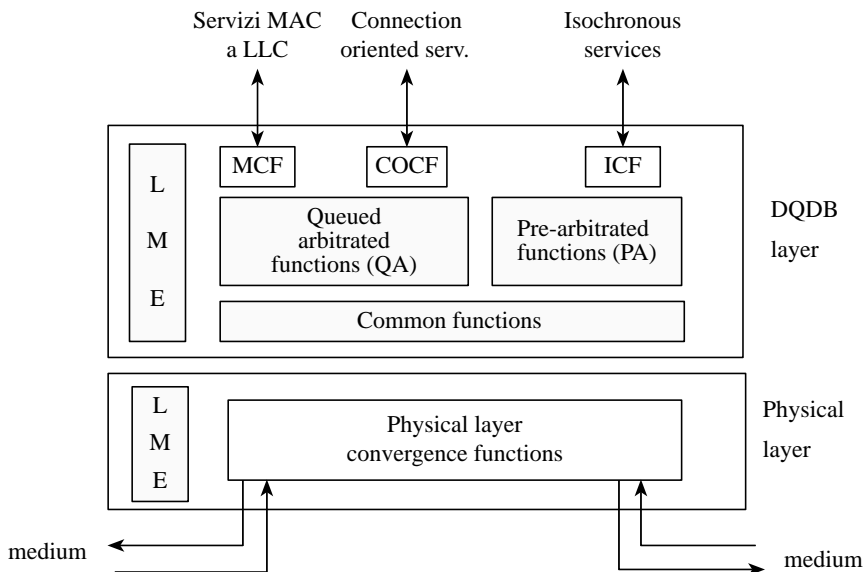 Servizi MAC
a LLC
Connection
oriented serv.
Isochronous
services
L
M
E
MCF
COCF
ICF
Queued
arbitrated
functions (QA)
Pre-arbitrated
functions (PA)
Common functions
DQDB
layer
L
M
E
Physical layer
convergence functions
Physical
layer
medium
medium